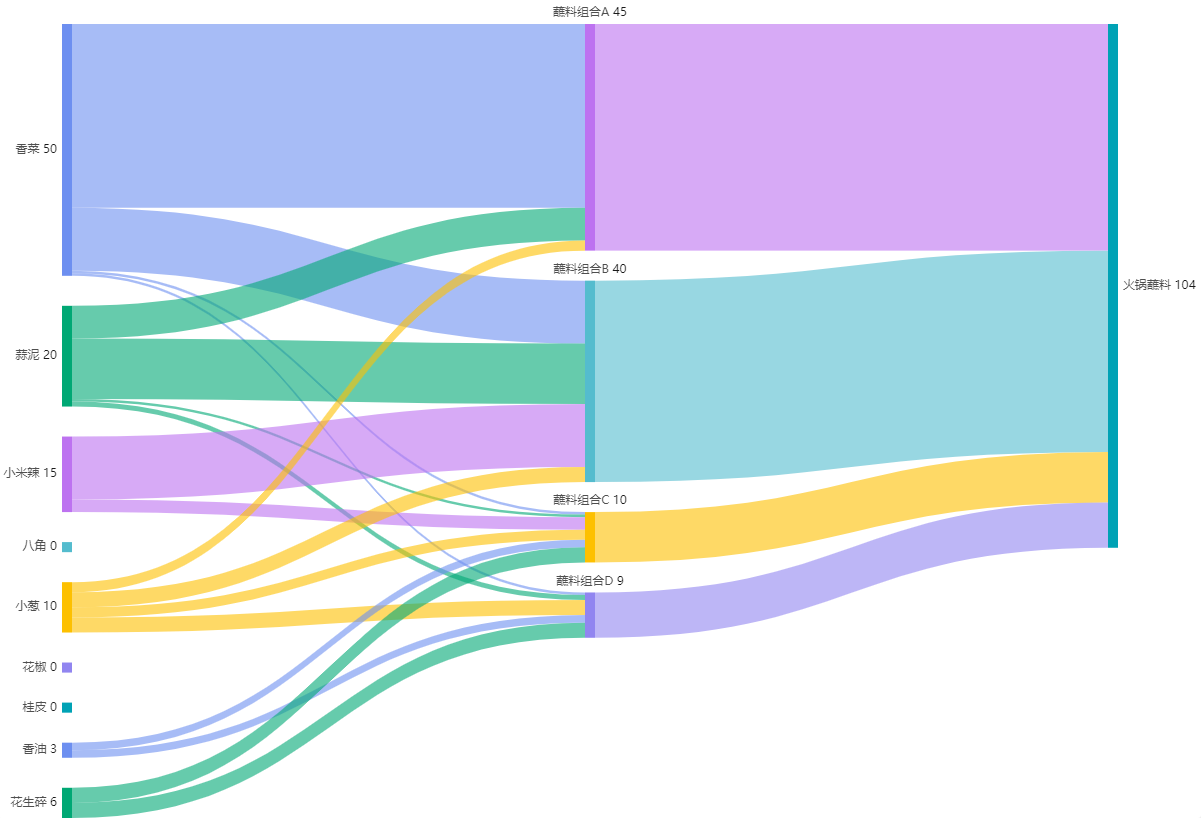 蘸料组合A 45
香菜 50
蘸料组合B 40
火锅蘸料 104
蒜泥 20
小米辣 15
蘸料组合C 10
八角 0
蘸料组合D 9
小葱 10
花椒 0
桂皮 0
香油 3
花生碎 6